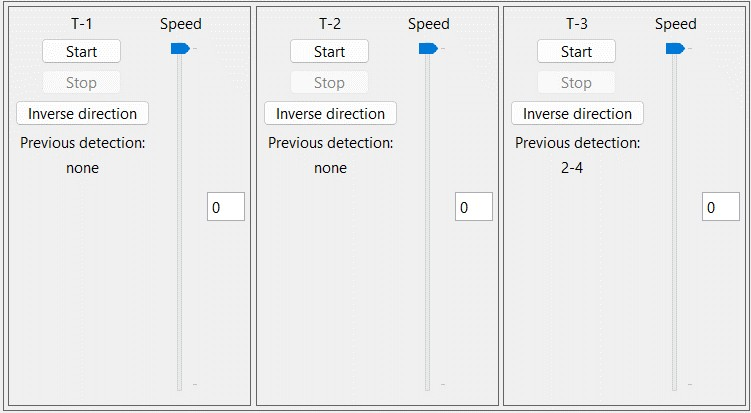 T-1 Speed
Start
Stop
Inverse direction
Previous detection:
none
0
T-2 Speed
Start
Stop
Inverse direction
Previous detection:
none
0
T-3 Speed
Start
Stop
Inverse direction
Previous detection:
2-4
0